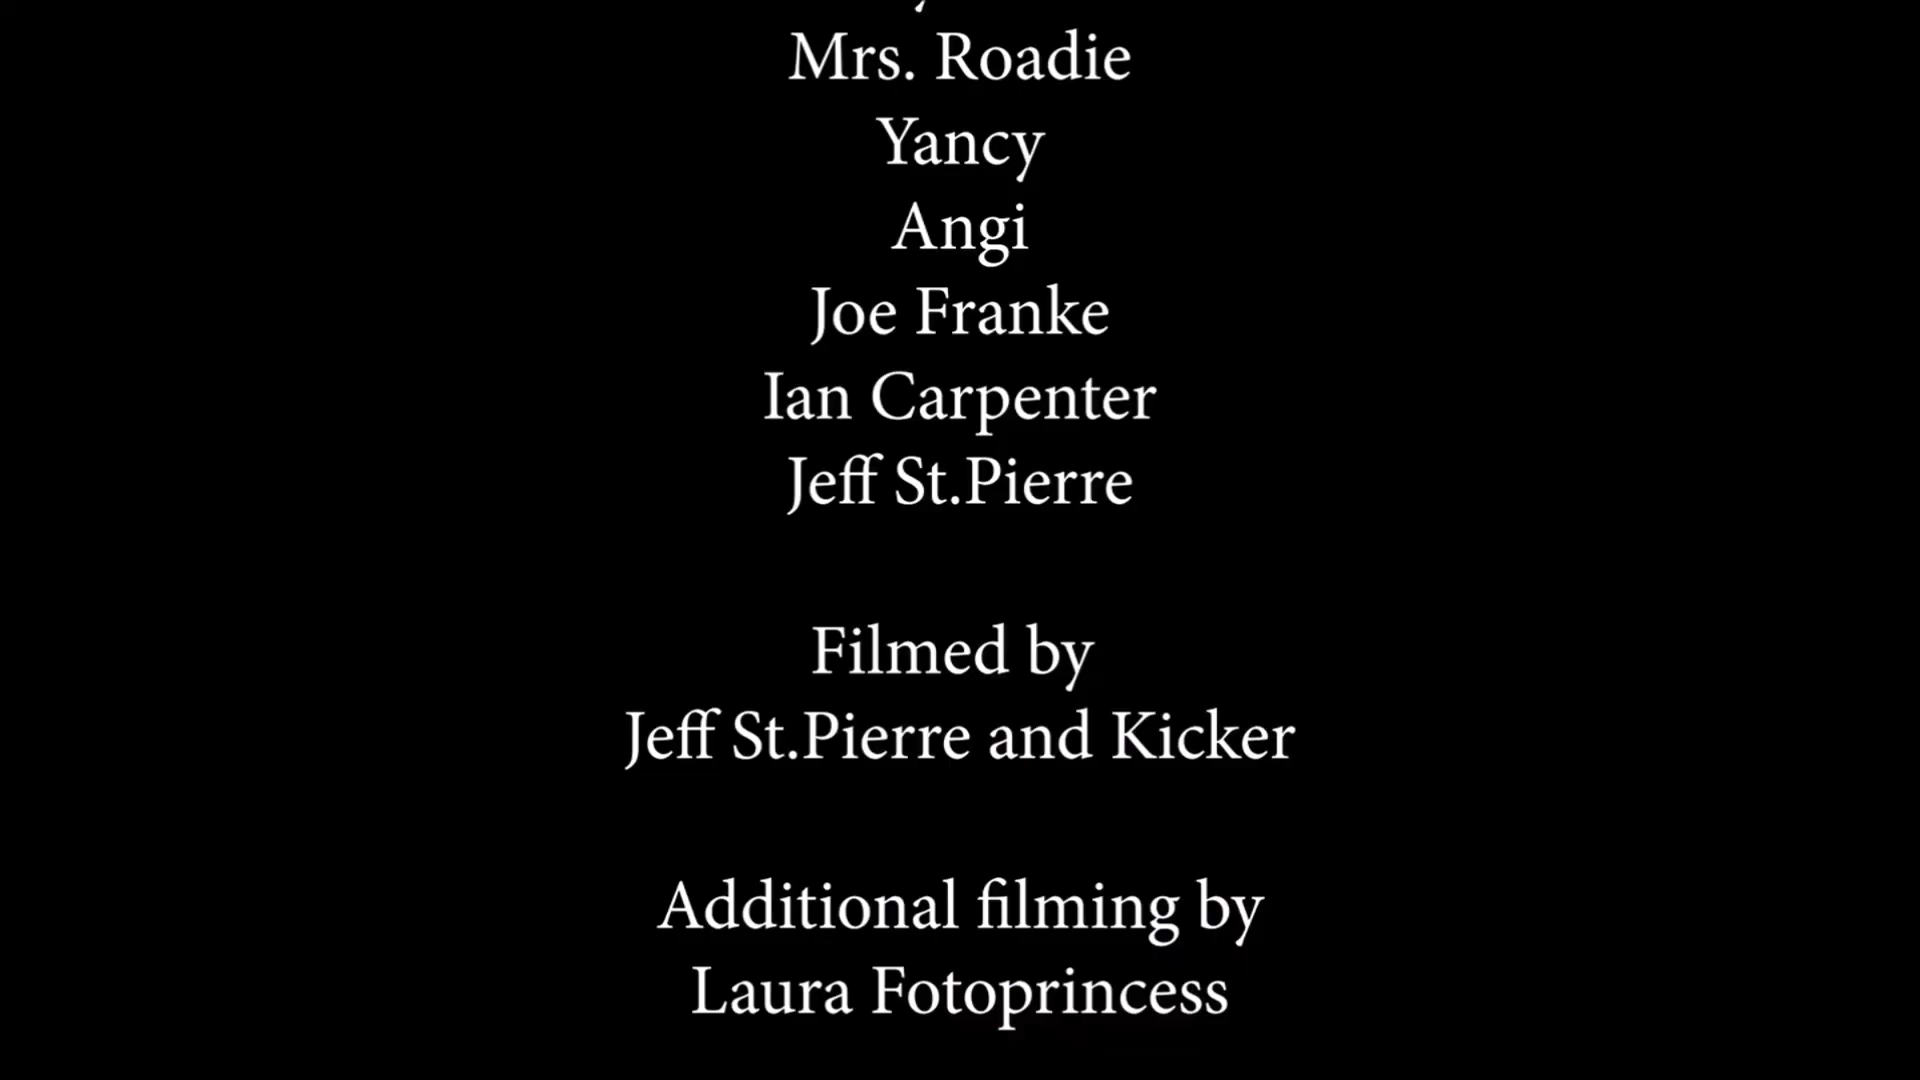 Mrs. Roadie
Yancy
Angi
Joe Franke
Ian Carpenter
Jeff St.Pierre
Filmed by
Jeff St.Pierre and Kicker
Additional filming by
Laura Fotoprincess